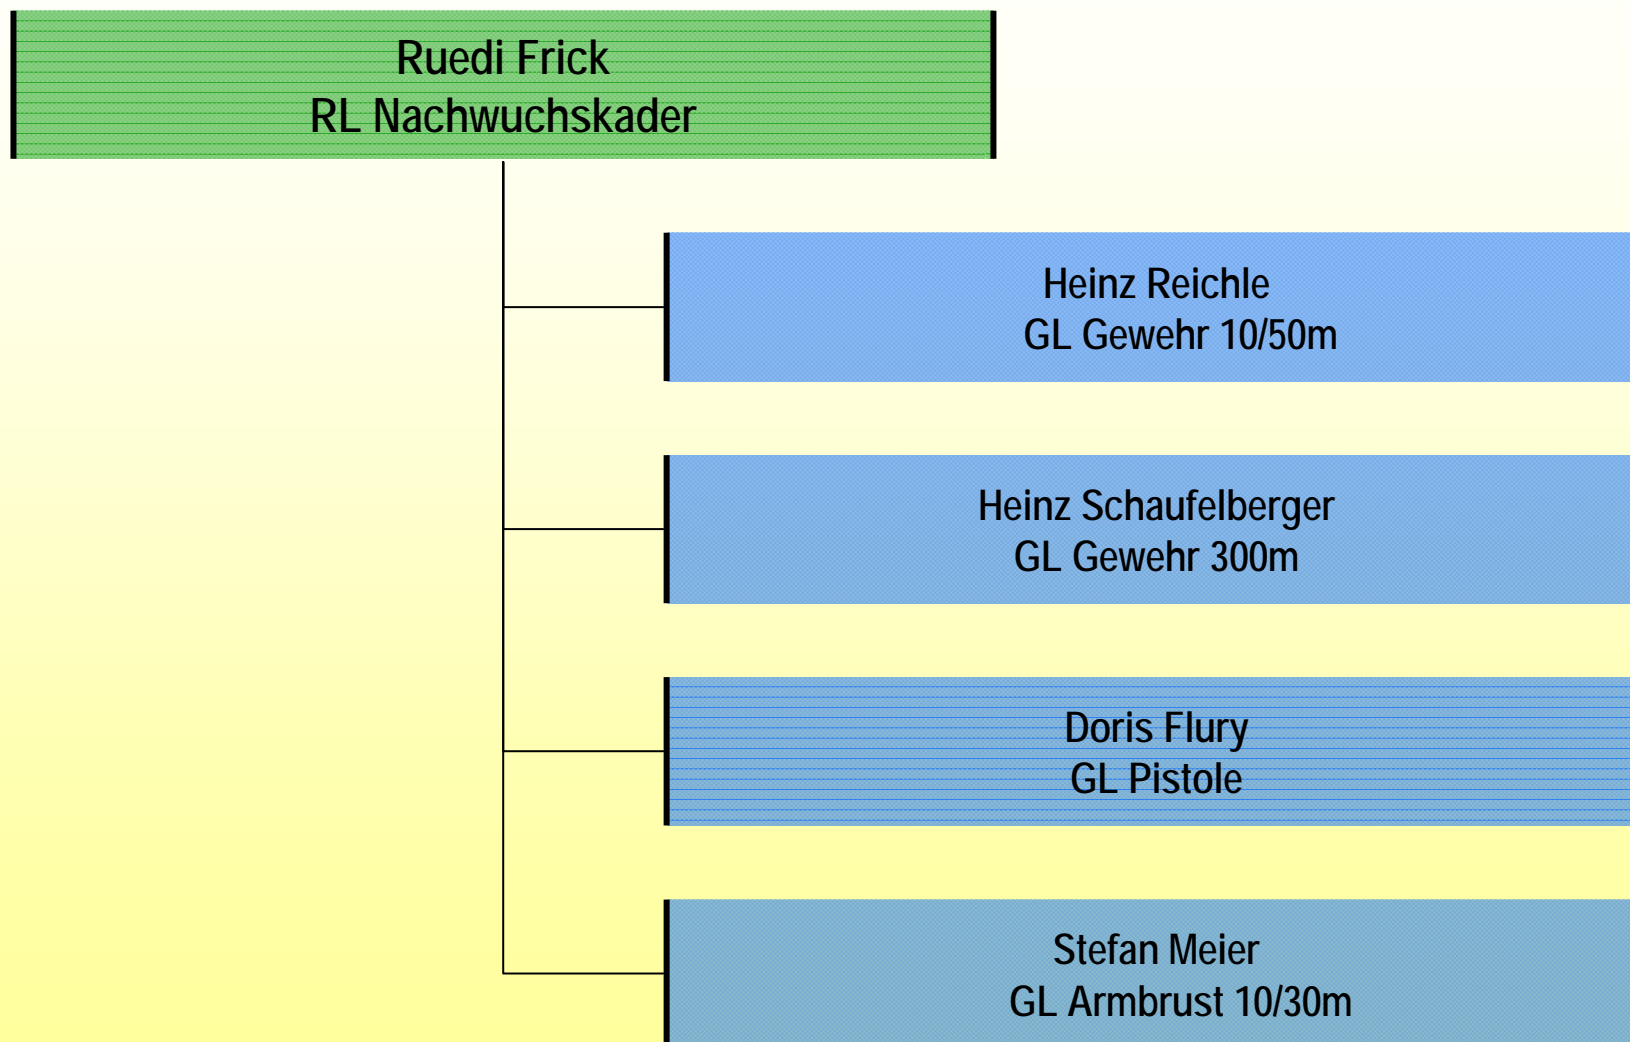 Ruedi Frick
RL Nachwuchskader
Heinz Reichle
GL Gewehr 10/50m
Heinz Schaufelberger
GL Gewehr 300m
Doris Flury
GL Pistole
Stefan Meier
GL Armbrust 10/30m